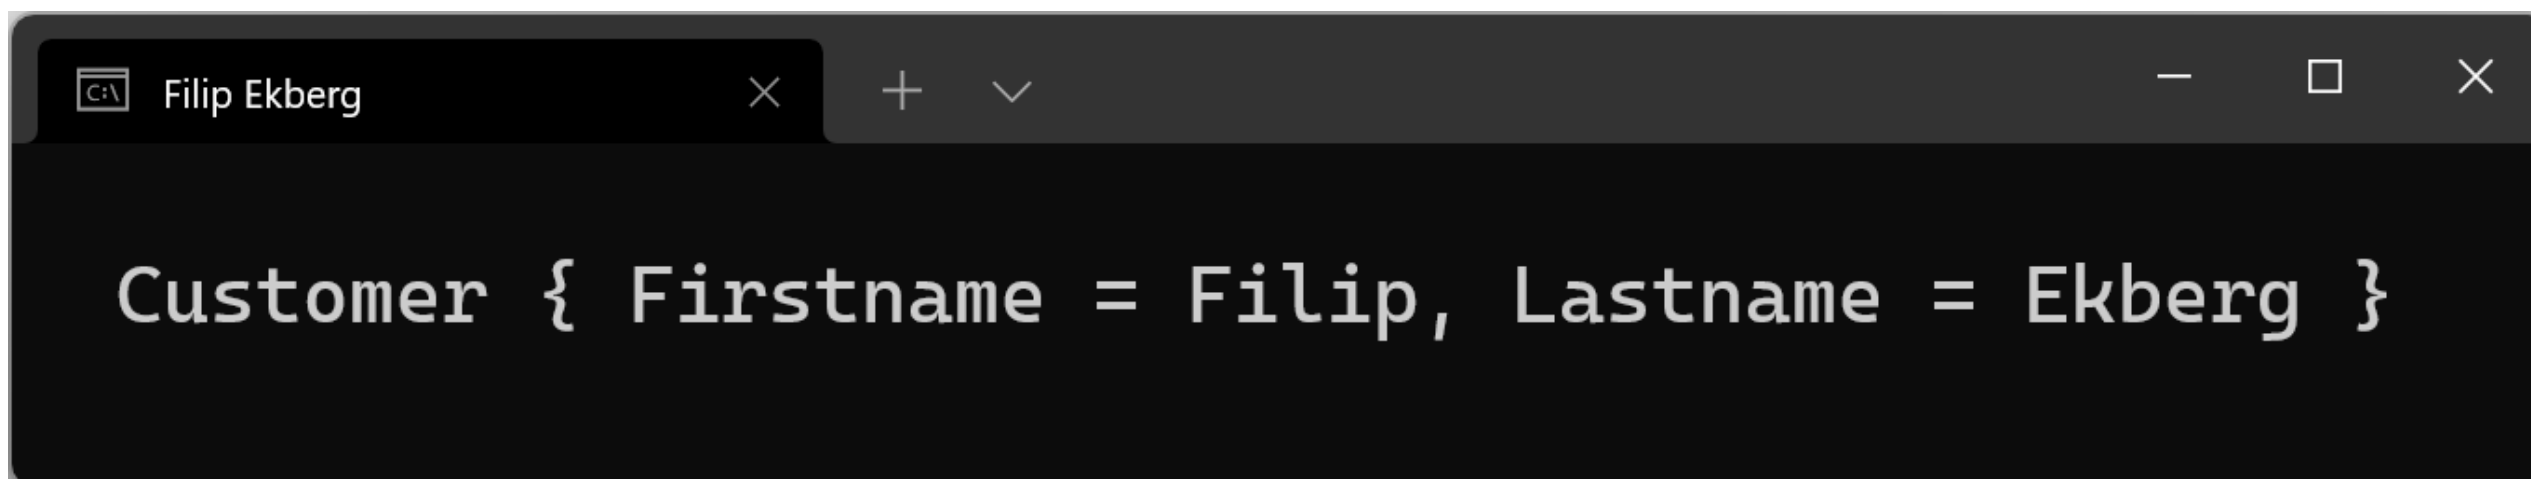 C:\ Filip Ekberg
Customer { Firstname = Filip, Lastname = Ekberg }